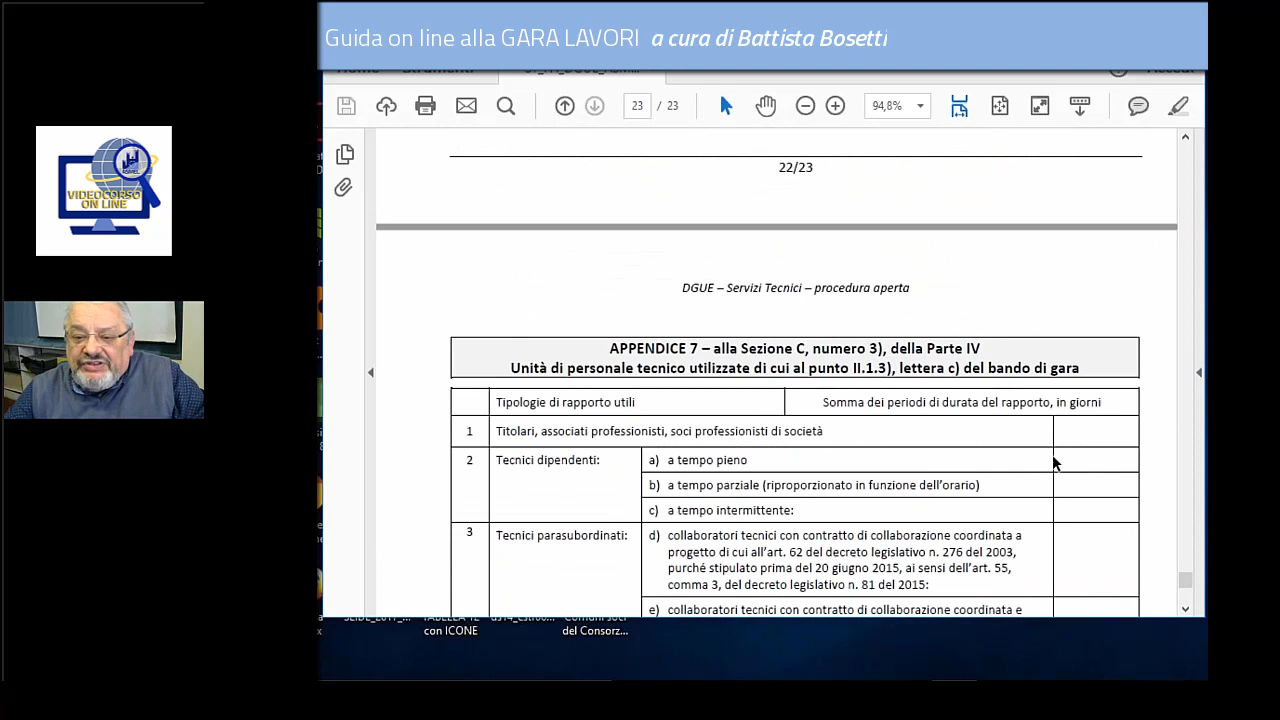 Guida on line alla GARA LAVORI a cura di Battista Bosetti
23 / 23
94,8%
VIDEOCORSO
ON LINE
22/23
DGUE – Servizi Tecnici – procedura aperta
APPENDICE 7 – alla Sezione C, numero 3), della Parte IV
Unità di personale tecnico utilizzate di cui al punto II.1.3), lettera c) del bando di gara
Tipologie di rapporto utili Somma dei periodi di durata del rapporto, in giorni
1 Titolari, associati professionisti, soci professionisti di società
2 Tecnici dipendenti: a) a tempo pieno
b) a tempo parziale (riproporzionato in funzione dell’orario)
c) a tempo intermittente:
3 Tecnici parasubordinati: d) collaboratori tecnici con contratto di collaborazione coordinata a
progetto di cui all’art. 62 del decreto legislativo n. 276 del 2003,
purché stipulato prima del 20 giugno 2015, ai sensi dell’art. 55,
comma 3, del decreto legislativo n. 81 del 2015:
e) collaboratori tecnici con contratto di collaborazione coordinata e
con ICONE
del Consorz...